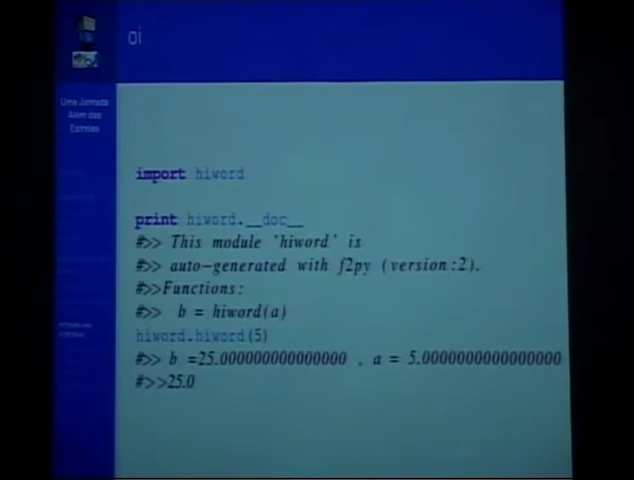 oi
Uma Jornada
Alem das
Estrelas
import hiword
print hiword.__doc__
#>> This module 'hiword' is
#>> auto-generated with f2py (version:2).
#>>Functions:
#>> b = hiword(a)
hiword.hiword(5)
#>> b =25.000000000000000 , a = 5.0000000000000000
#>>25.0